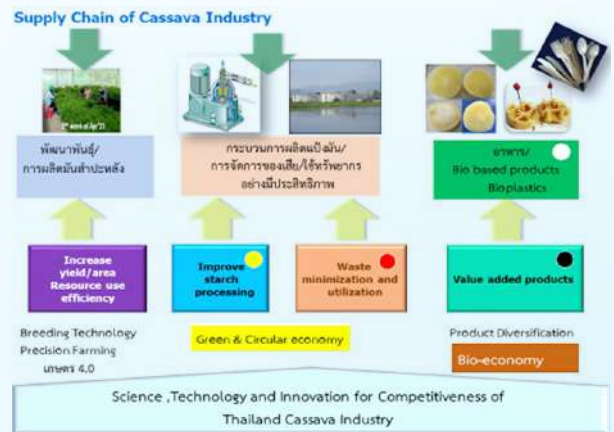 Supply Chain of Cassava Industry
พัฒนาพันธุ์/
การผลิตมันสำปะหลัง
กระบวนการผลิตแป้งมัน/
การจัดการของเสีย/ใช้ทรัพยากร
อย่างมีประสิทธิภาพ
อาหาร/
Bio based products
Bioplastics
Increase
yield/area
Resource use
efficiency
Improve
starch
processing
Waste
minimization and
utilization
Value added products
Breeding Technology
Precision Farming
เกษตร 4.0
Green & Circular economy
Product Diversification
Bio-economy
Science ,Technology and Innovation for Competitiveness of
Thailand Cassava Industry